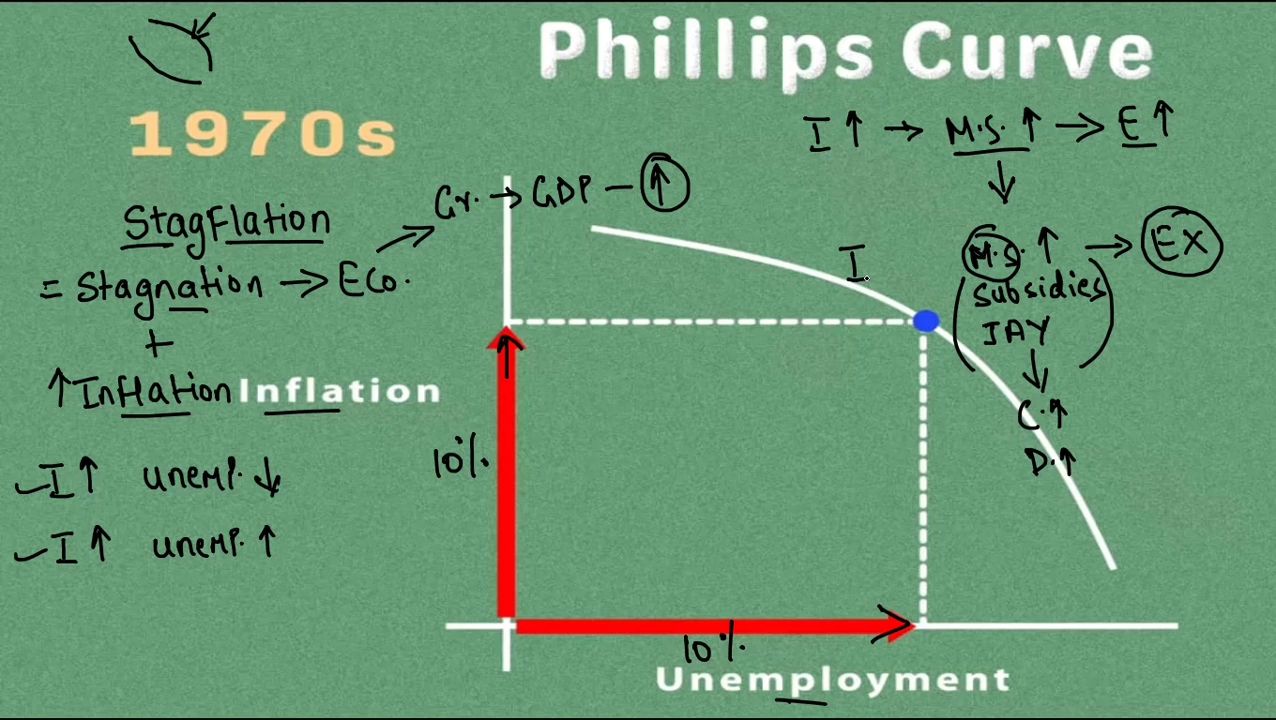 Phillips Curve
1970s
I ↑ → M.S. ↑ → E ↑
Gr. → GDP – ↑
StagFlation
= Stagnation → Eco.
+
↑ Inflation
Inflation
I ↑ unemp. ↓
I ↑ unemp. ↑
10%
I
M.S. ↑ → EX
Subsidies
JAY
C. ↑
D. ↑
10%
Unemployment